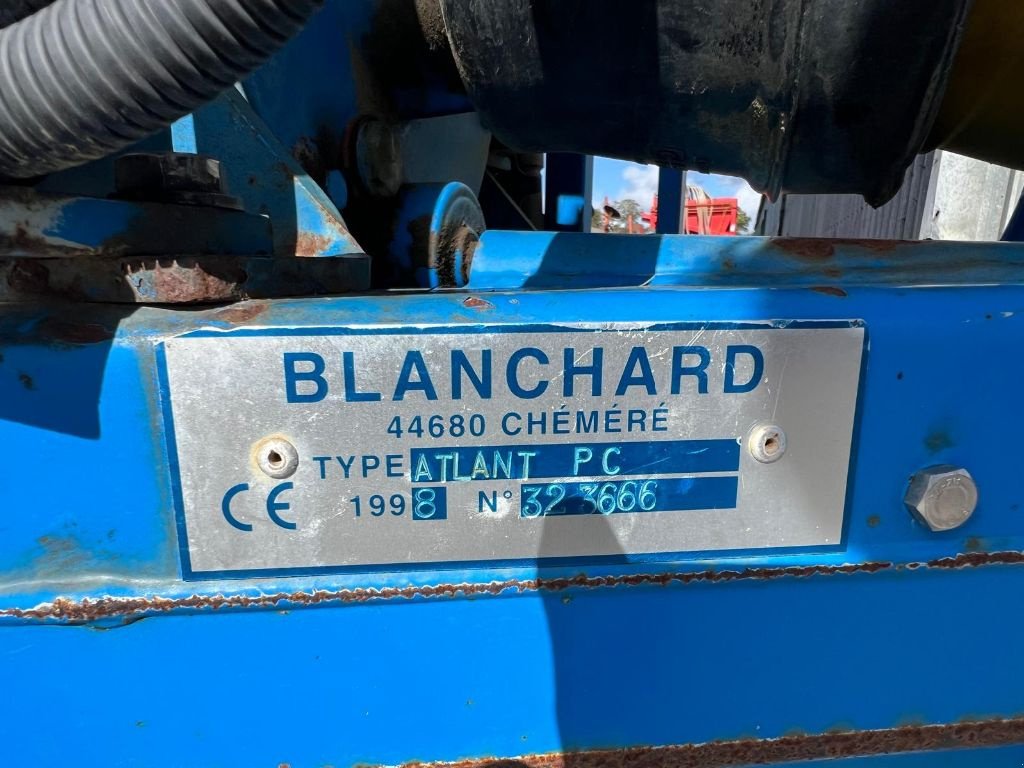 BLANCHARD
44680 CHÉMÉRÉ
TYPE ATLANT PC
CE 1998 N° 32 3666